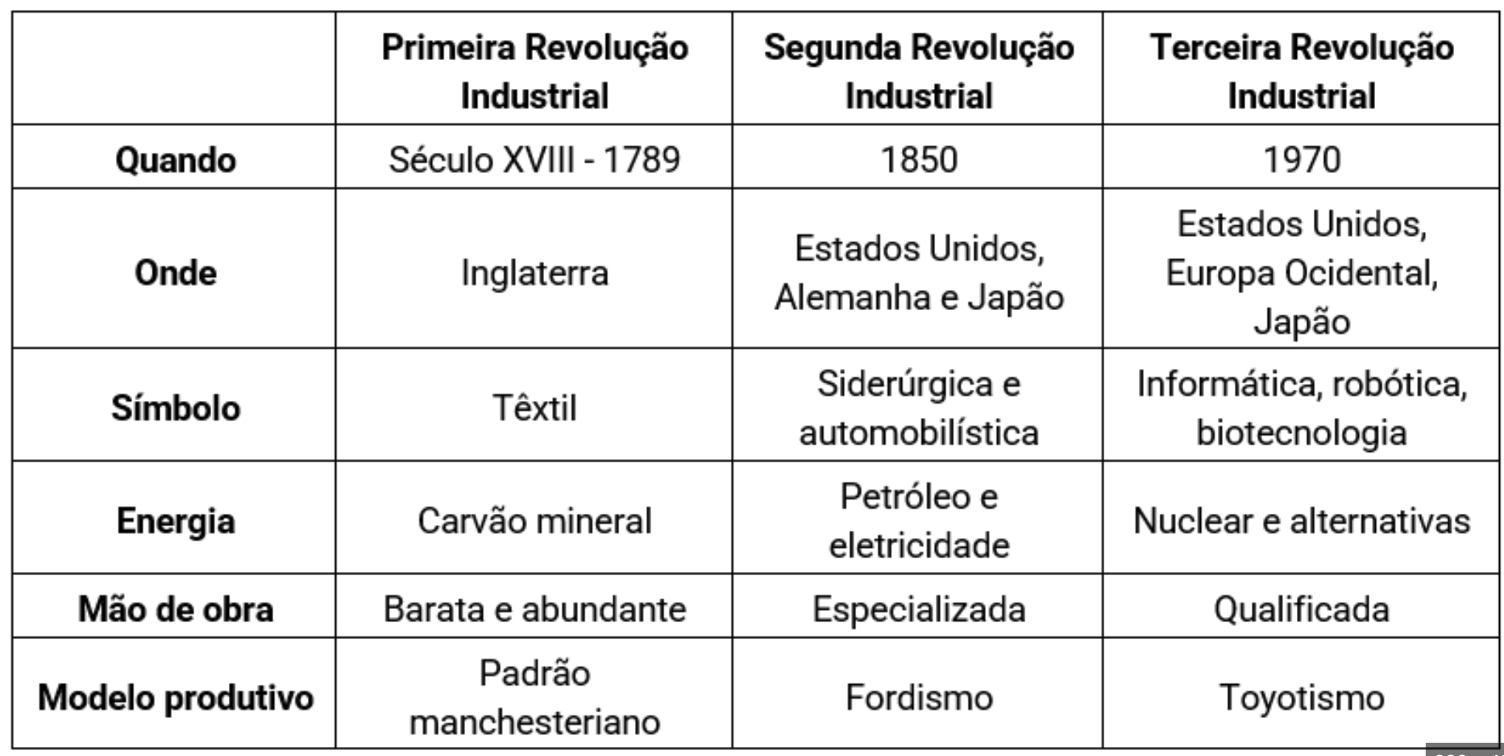 Primeira Revolução
Industrial
Segunda Revolução
Industrial
Terceira Revolução
Industrial
Quando
Século XVIII - 1789
1850
1970
Onde
Inglaterra
Estados Unidos,
Alemanha e Japão
Estados Unidos,
Europa Ocidental,
Japão
Símbolo
Têxtil
Siderúrgica e
automobilística
Informática, robótica,
biotecnologia
Energia
Carvão mineral
Petróleo e
eletricidade
Nuclear e alternativas
Mão de obra
Barata e abundante
Especializada
Qualificada
Modelo produtivo
Padrão
manchesteriano
Fordismo
Toyotismo